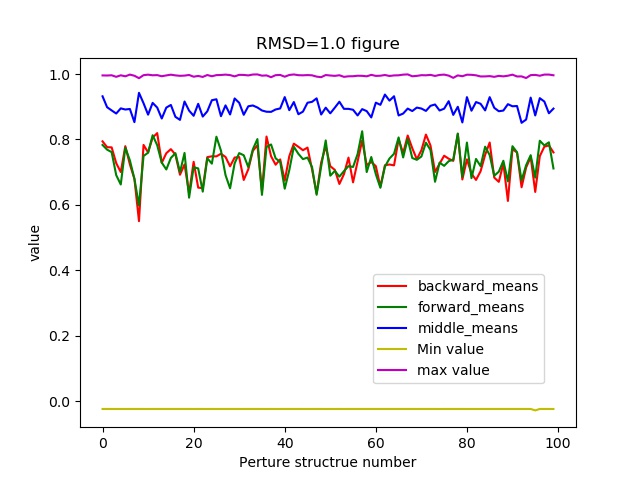 RMSD=1.0 figure
1.0
0.8
0.6
0.4
0.2
0.0
value
backward_means
forward_means
middle_means
Min value
max value
0
20
40
60
80
100
Perture structrue number